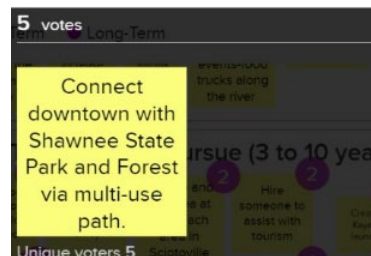 5 votes
Long-Term
events-food
trucks along
the river
Connect
downtown with
Shawnee State
Park and Forest
via multi-use
path.
ursue (3 to 10 yea
2
2
and
at
Hire
someone to
assist with
tourism
Sciotoville
Unique voters 5